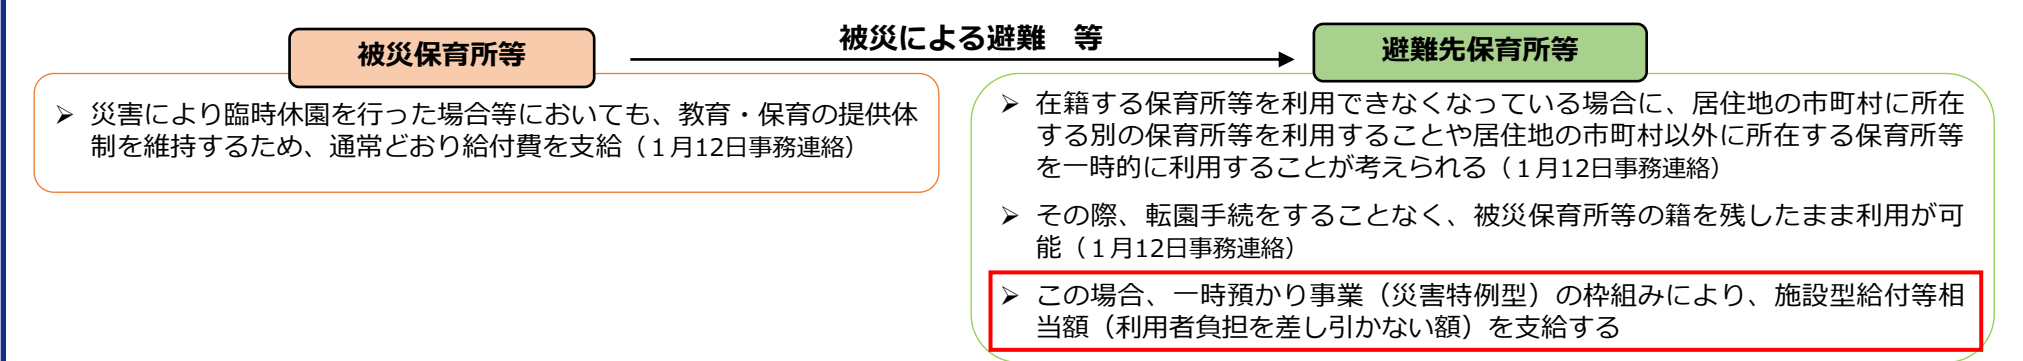 被災保育所等
被災による避難　等
避難先保育所等
➢ 災害により臨時休園を行った場合等においても、教育・保育の提供体
制を維持するため、通常どおり給付費を支給（１月12日事務連絡）
➢ 在籍する保育所等を利用できなくなっている場合に、居住地の市町村に所在
する別の保育所等を利用することや居住地の市町村以外に所在する保育所等
を一時的に利用することが考えられる（１月12日事務連絡）
➢ その際、転園手続をすることなく、被災保育所等の籍を残したまま利用が可
能（１月12日事務連絡）
➢ この場合、一時預かり事業（災害特例型）の枠組みにより、施設型給付等相
当額（利用者負担を差し引かない額）を支給する